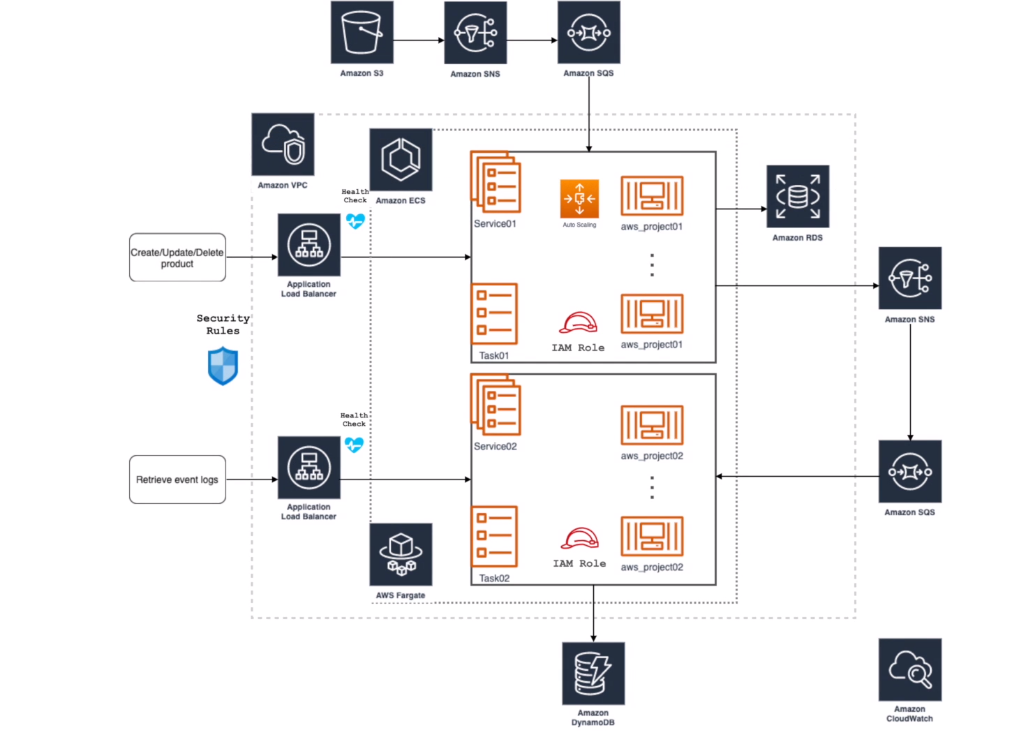 Amazon S3
Amazon SNS
Amazon SQS
Amazon VPC
Amazon ECS
Health
Check
Service01
Auto Scaling
aws_project01
Amazon RDS
Create/Update/Delete
product
Application
Load Balancer
Amazon SNS
Security
Rules
Task01
IAM Role
aws_project01
Health
Check
Service02
aws_project02
Retrieve event logs
Application
Load Balancer
Amazon SQS
Task02
IAM Role
aws_project02
AWS Fargate
Amazon
DynamoDB
Amazon
CloudWatch